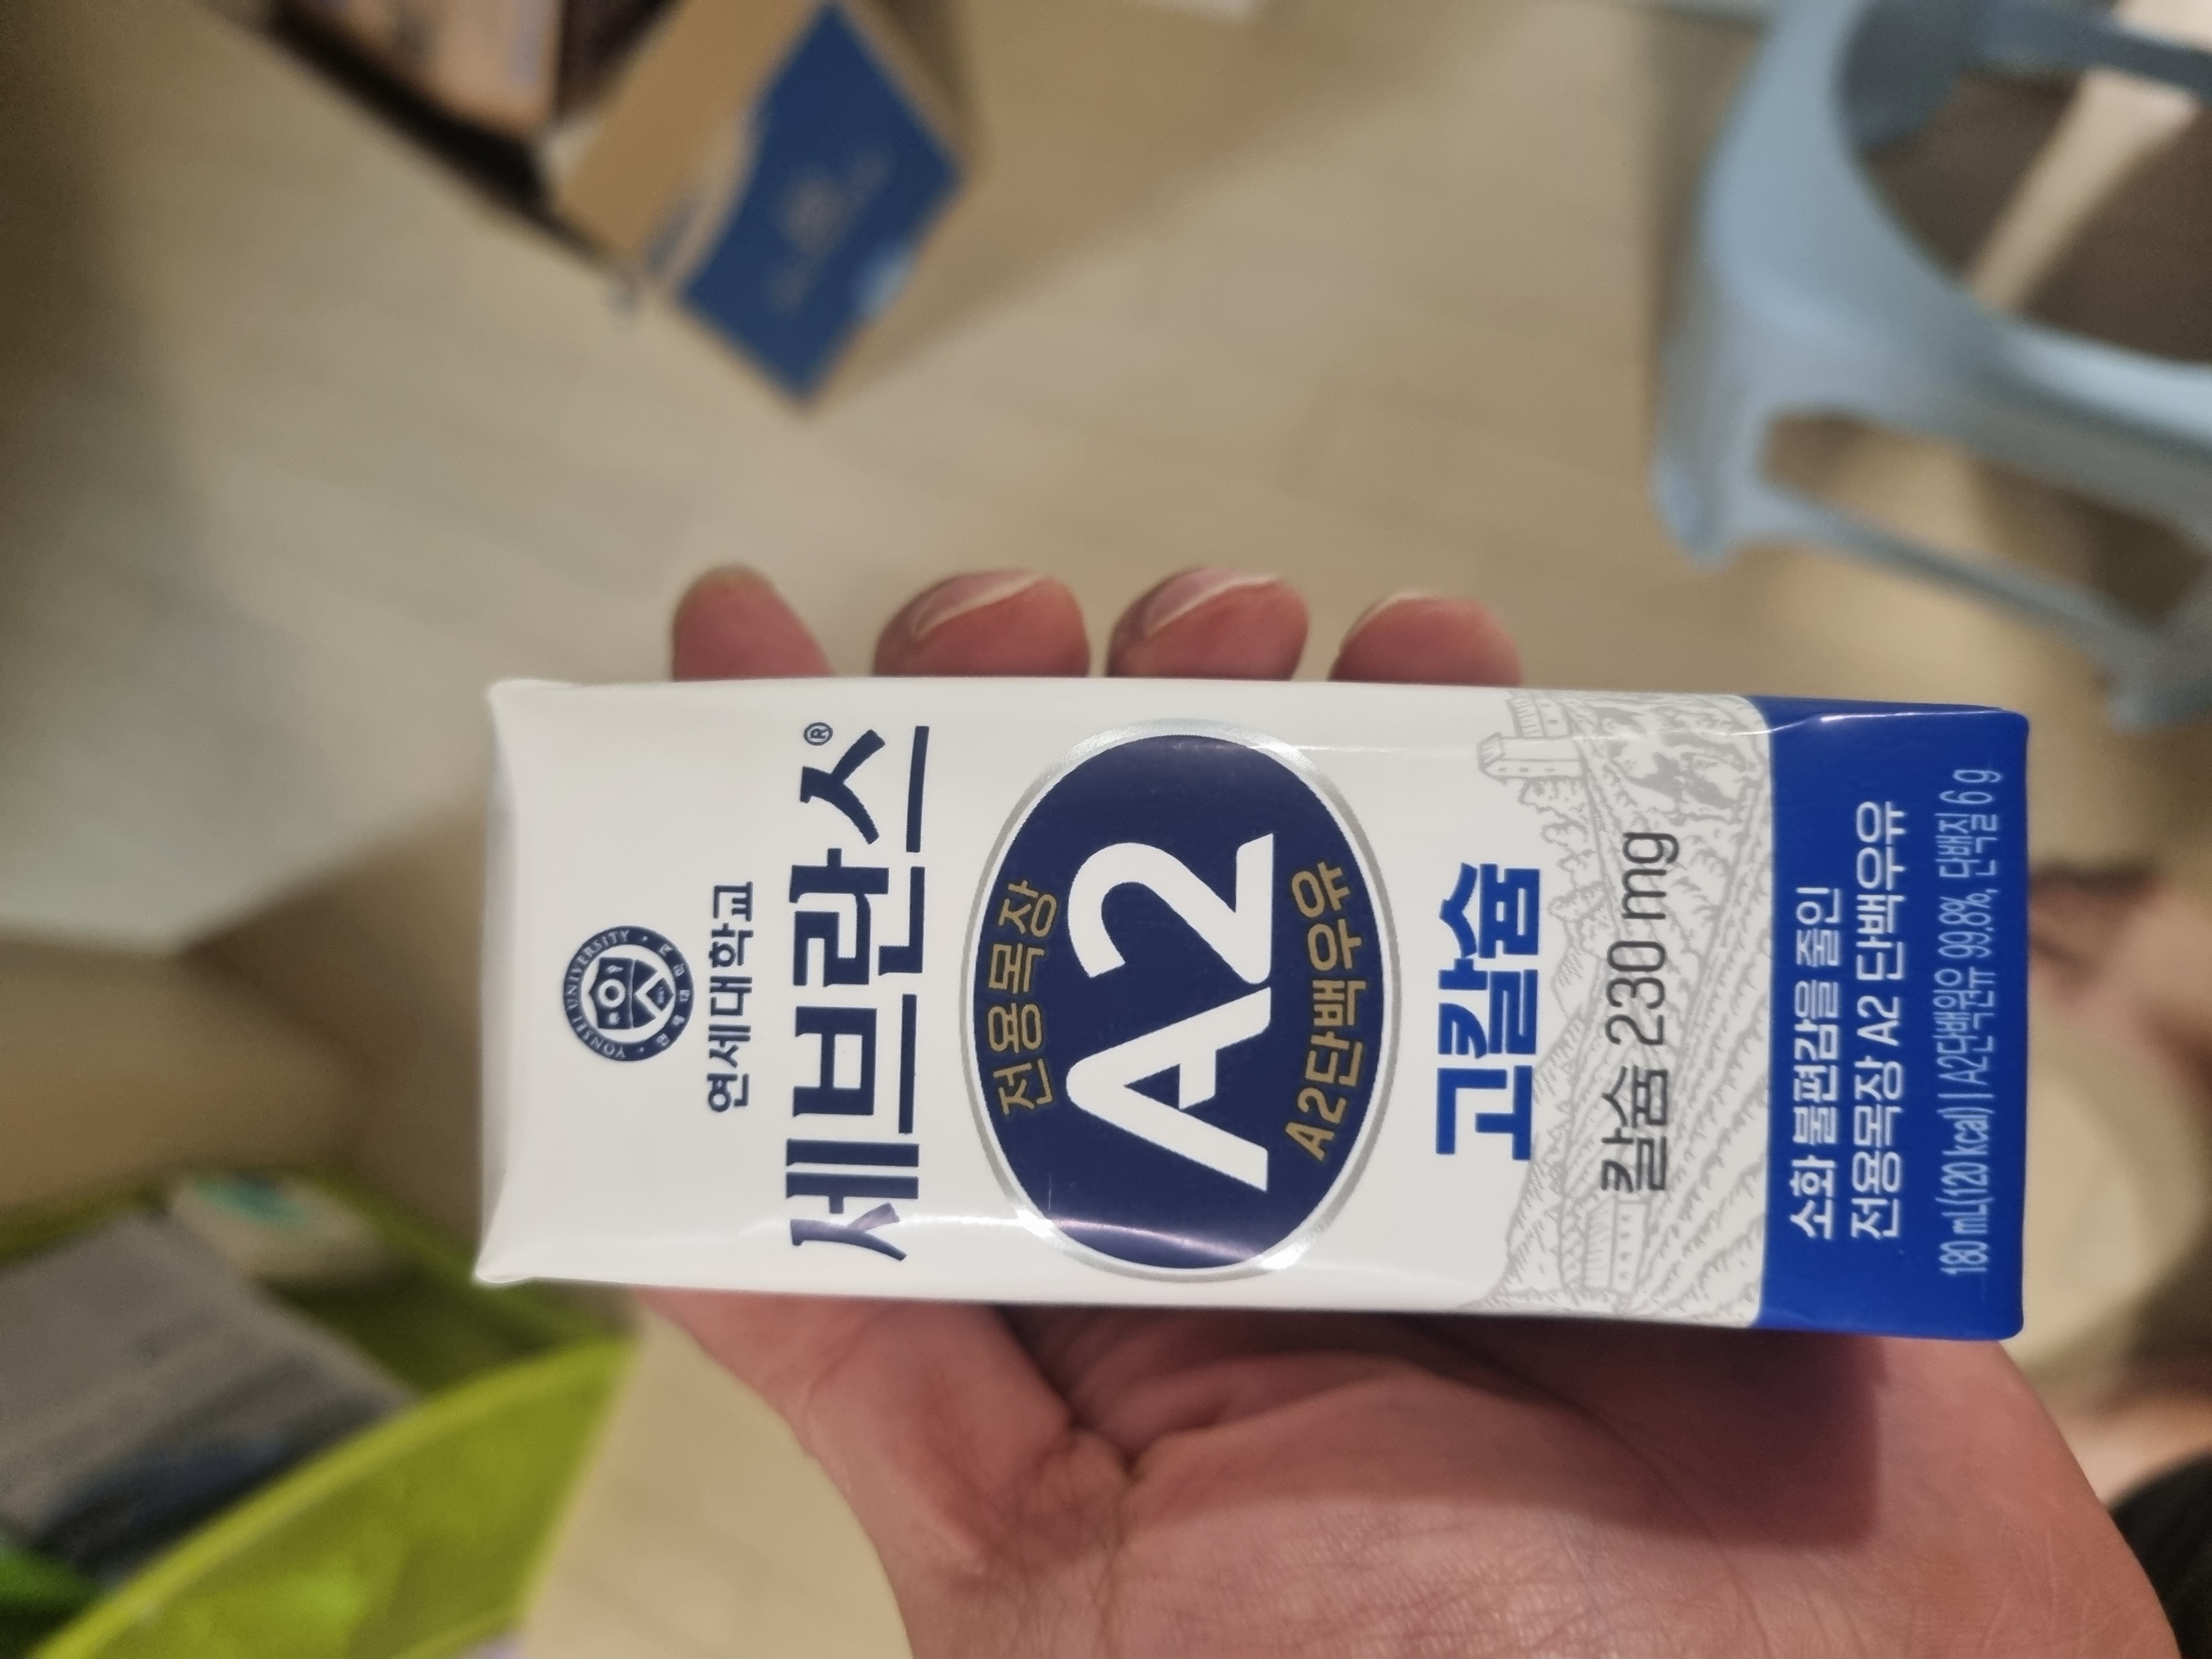 YONSEI UNIVERSITY
연세대학교
세브란스®
전용목장
A2
A2단백우유
고칼슘
칼슘 230 mg
소화 불편감을 줄인
전용목장 A2 단백우유
180 mL(120 kcal) | A2단백원유 99.8%, 단백질 6 g